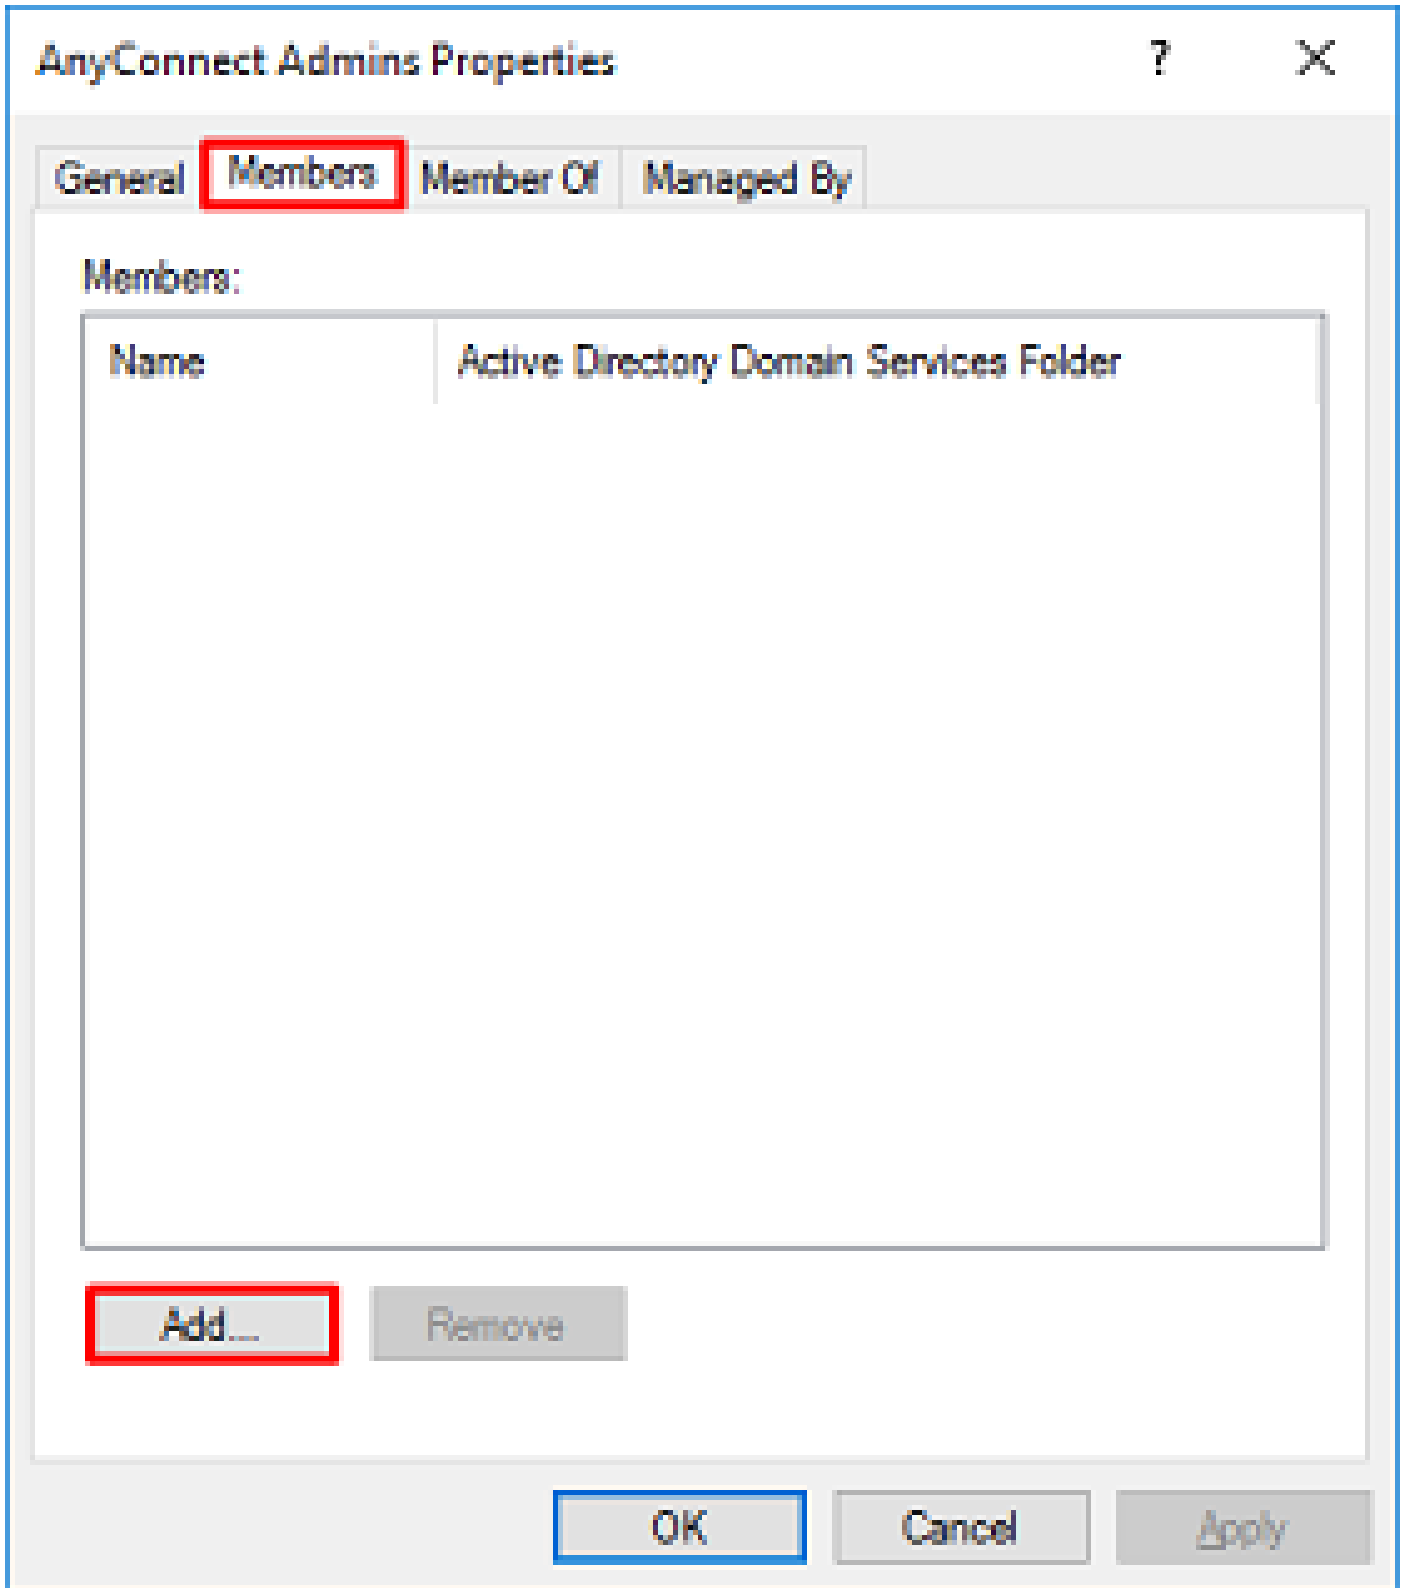 AnyConnect Admins Properties ?
General Members Member Of Managed By
Members:
Name Active Directory Domain Services Folder
Add... Remove
OK Cancel Apply